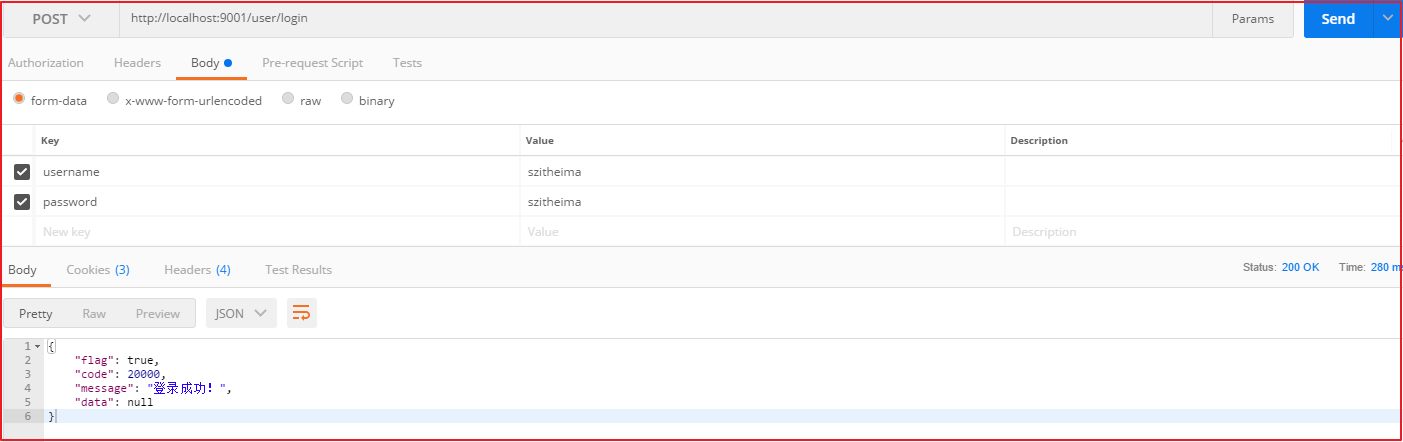 POST http://localhost:9001/user/login Params Send
Authorization Headers Body Pre-request Script Tests
form-data x-www-form-urlencoded raw binary
Key Value Description
username szitheima
password szitheima
New key Value Description
Body Cookies (3) Headers (4) Test Results Status: 200 OK Time: 280 ms
Pretty Raw Preview JSON
1 {
2 "flag": true,
3 "code": 20000,
4 "message": "登录成功！",
5 "data": null
6 }